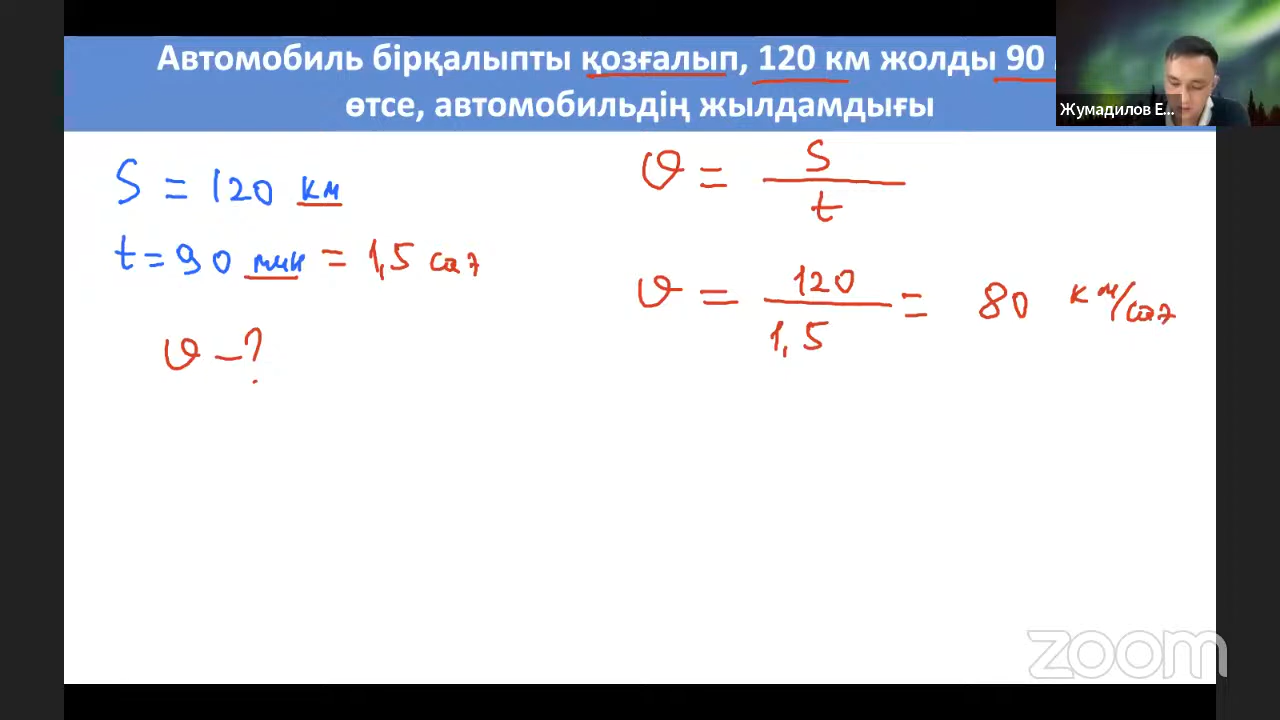 Автомобиль бірқалыпты қозғалып, 120 км жолды 90
өтсе, автомобильдің жылдамдығы
Жумадилов Е...
S = 120 км
t = 90 мин = 1,5 сағ
υ - ?
υ = S / t
υ = 120 / 1,5 = 80 км/сағ
zoom